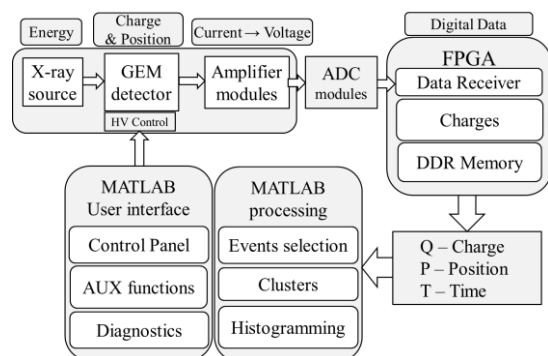 Energy
Charge
& Position
Current → Voltage
Digital Data
X-ray
source
GEM
detector
HV Control
Amplifier
modules
ADC
modules
FPGA
Data Receiver
Charges
DDR Memory
MATLAB
User interface
Control Panel
AUX functions
Diagnostics
MATLAB
processing
Events selection
Clusters
Histogramming
Q – Charge
P – Position
T – Time